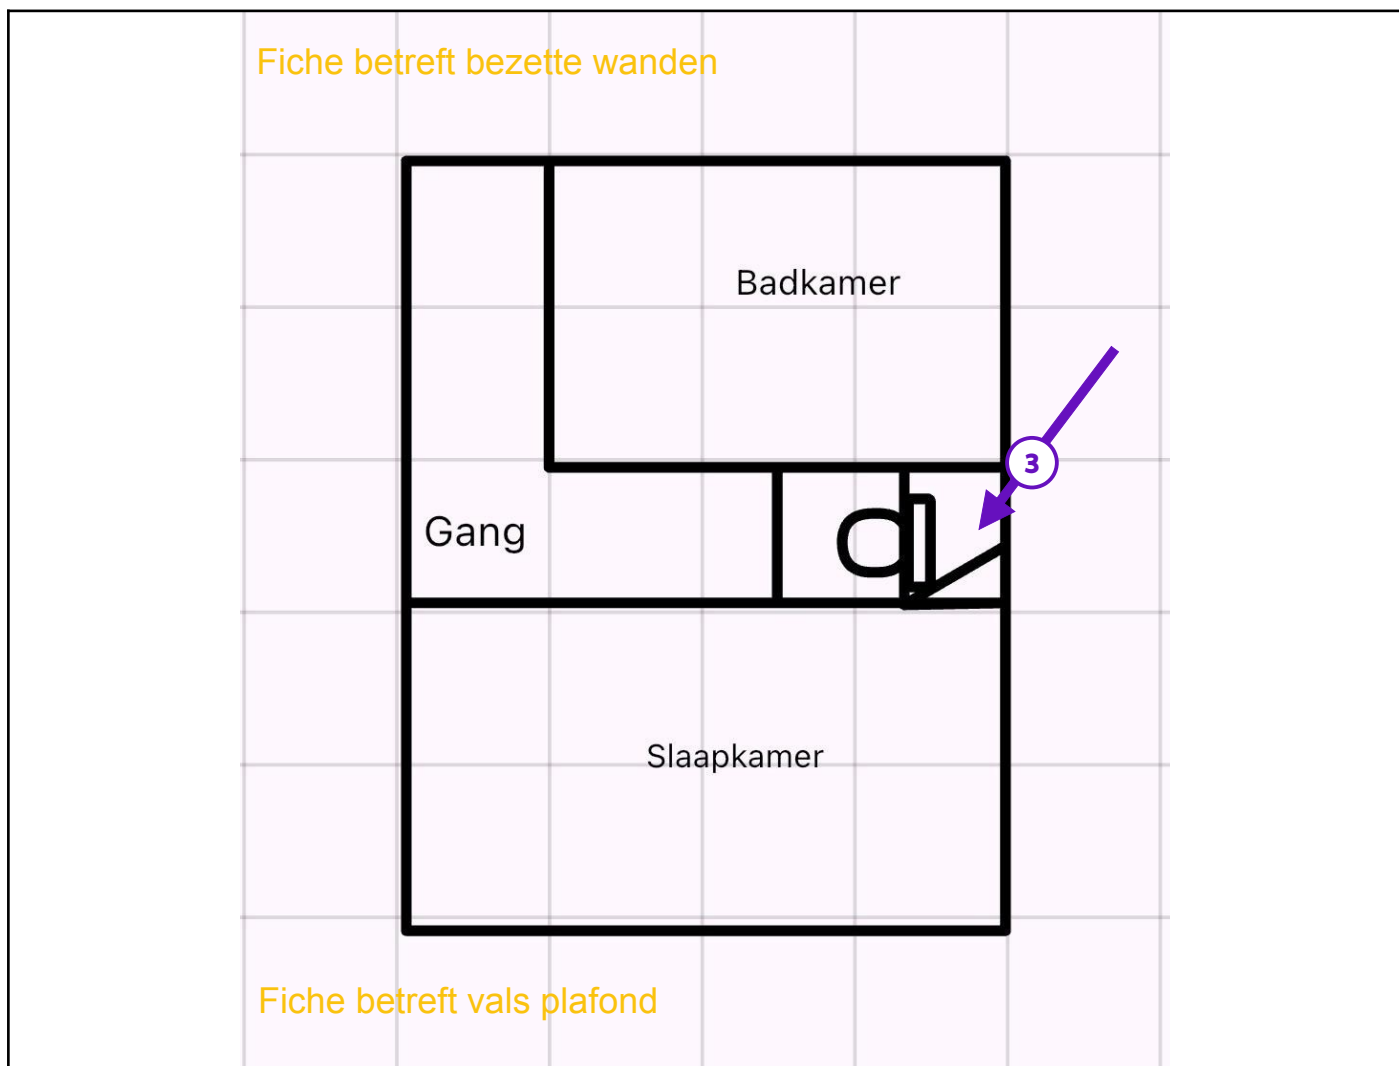 Fiche betreft bezette wanden
Badkamer
3
Gang
Slaapkamer
Fiche betreft vals plafond